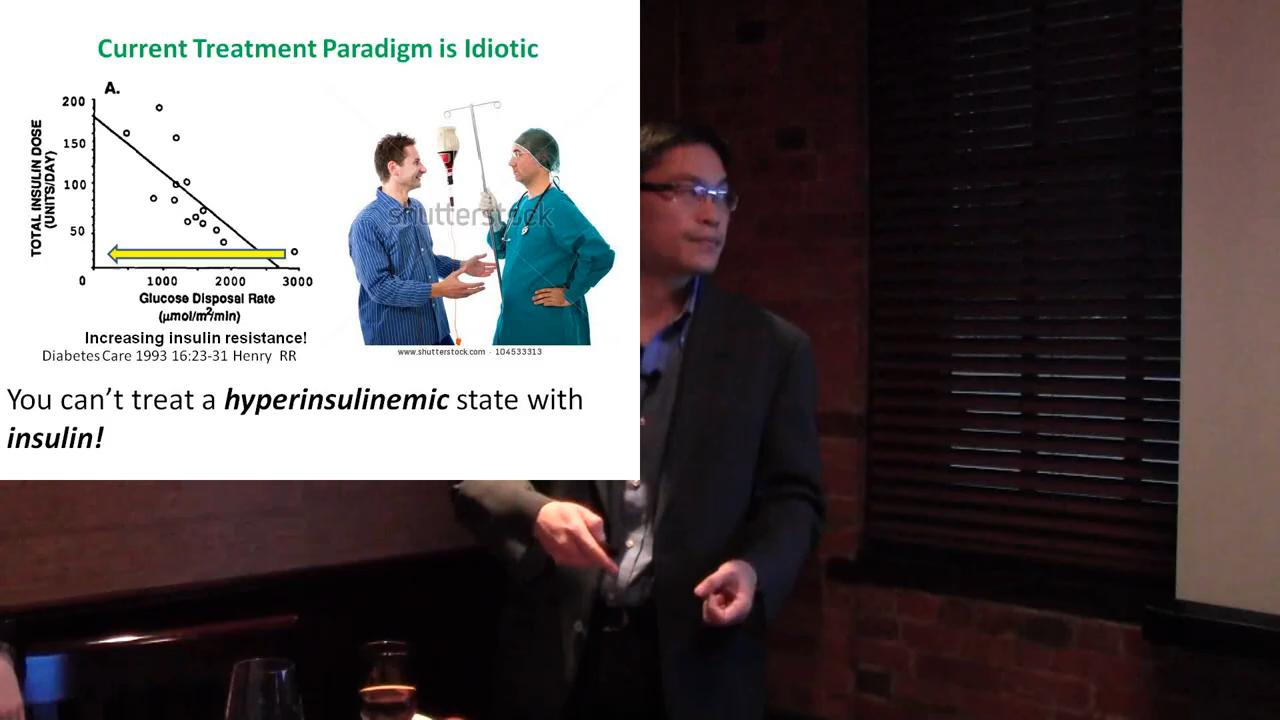 Current Treatment Paradigm is Idiotic
A.
200
150
100
50
0
1000
2000
3000
TOTAL INSULIN DOSE
(UNITS/DAY)
Glucose Disposal Rate
(μmol/m²/min)
Increasing insulin resistance!
Diabetes Care 1993 16:23-31 Henry RR
shutterstock
www.shutterstock.com · 104533313
You can't treat a hyperinsulinemic state with
insulin!